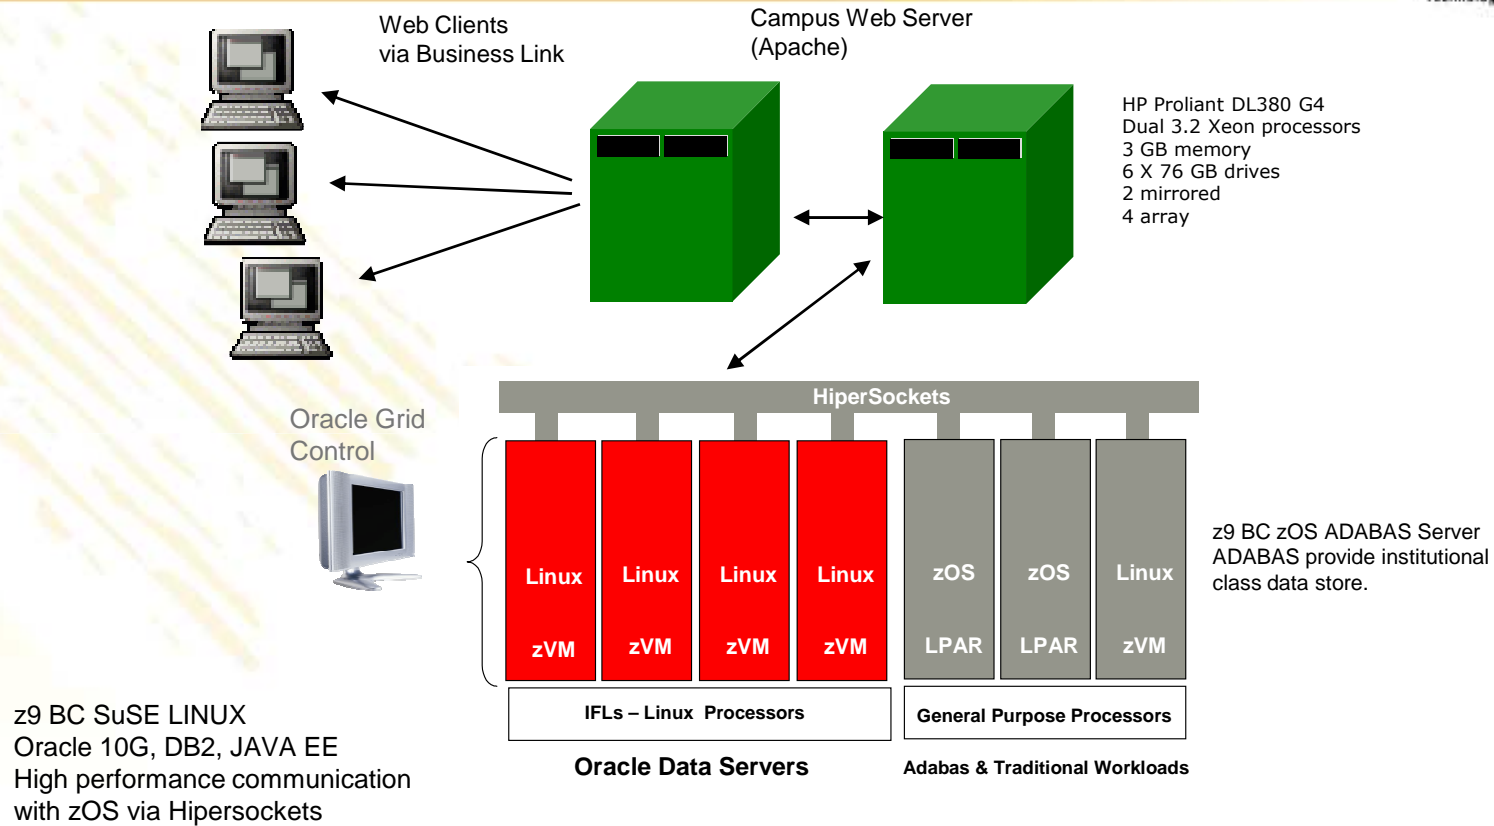 Web Clients
via Business Link
Campus Web Server
(Apache)
HP Proliant DL380 G4
Dual 3.2 Xeon processors
3 GB memory
6 X 76 GB drives
2 mirrored
4 array
HiperSockets
Oracle Grid
Control
Linux Linux Linux Linux zOS zOS Linux
zVM zVM zVM zVM LPAR LPAR zVM
z9 BC zOS ADABAS Server
ADABAS provide institutional
class data store.
IFLs – Linux Processors
General Purpose Processors
Oracle Data Servers
Adabas & Traditional Workloads
z9 BC SuSE LINUX
Oracle 10G, DB2, JAVA EE
High performance communication
with zOS via Hipersockets